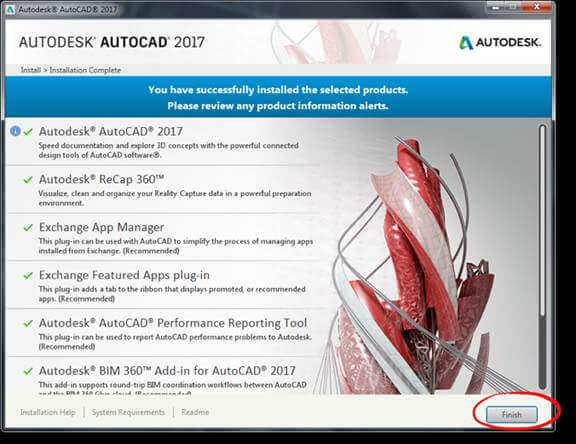 Autodesk® AutoCAD® 2017
AUTODESK® AUTOCAD® 2017
AUTODESK.
Install > Installation Complete
You have successfully installed the selected products.
Please review any product information alerts.
Autodesk® AutoCAD® 2017
Speed documentation and explore 3D concepts with the powerful connected
design tools of AutoCAD software®.
Autodesk® ReCap 360™
Visualize, clean and organize your Reality Capture data in a powerful preparation
environment.
Exchange App Manager
This plug-in can be used with AutoCAD to simplify the process of managing apps
installed from Exchange. (Recommended)
Exchange Featured Apps plug-in
This plugin adds a tab to the ribbon that displays promoted, or recommended
apps. (Recommended)
Autodesk® AutoCAD® Performance Reporting Tool
This plugin can be used to report AutoCAD performance problems to Autodesk.
(Recommended)
Autodesk® BIM 360™ Add-in for AutoCAD® 2017
This add-in supports round-trip BIM coordination workflows between AutoCAD
and the BIM 360 Glue cloud. (Recommended)
Installation Help
System Requirements
Readme
Finish